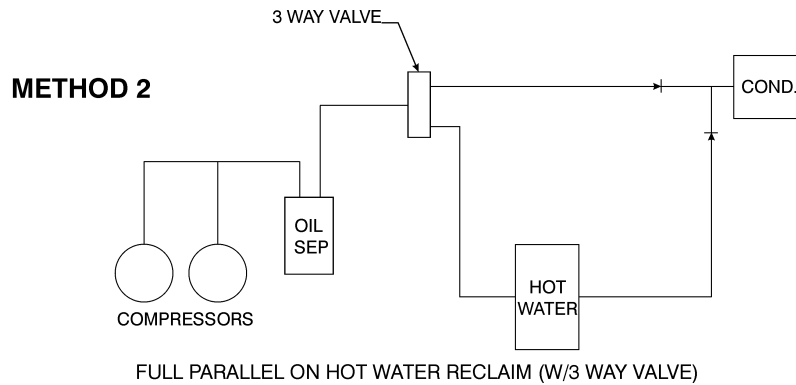 3 WAY VALVE
METHOD 2
COND.
OIL
SEP
HOT
WATER
COMPRESSORS
FULL PARALLEL ON HOT WATER RECLAIM (W/3 WAY VALVE)